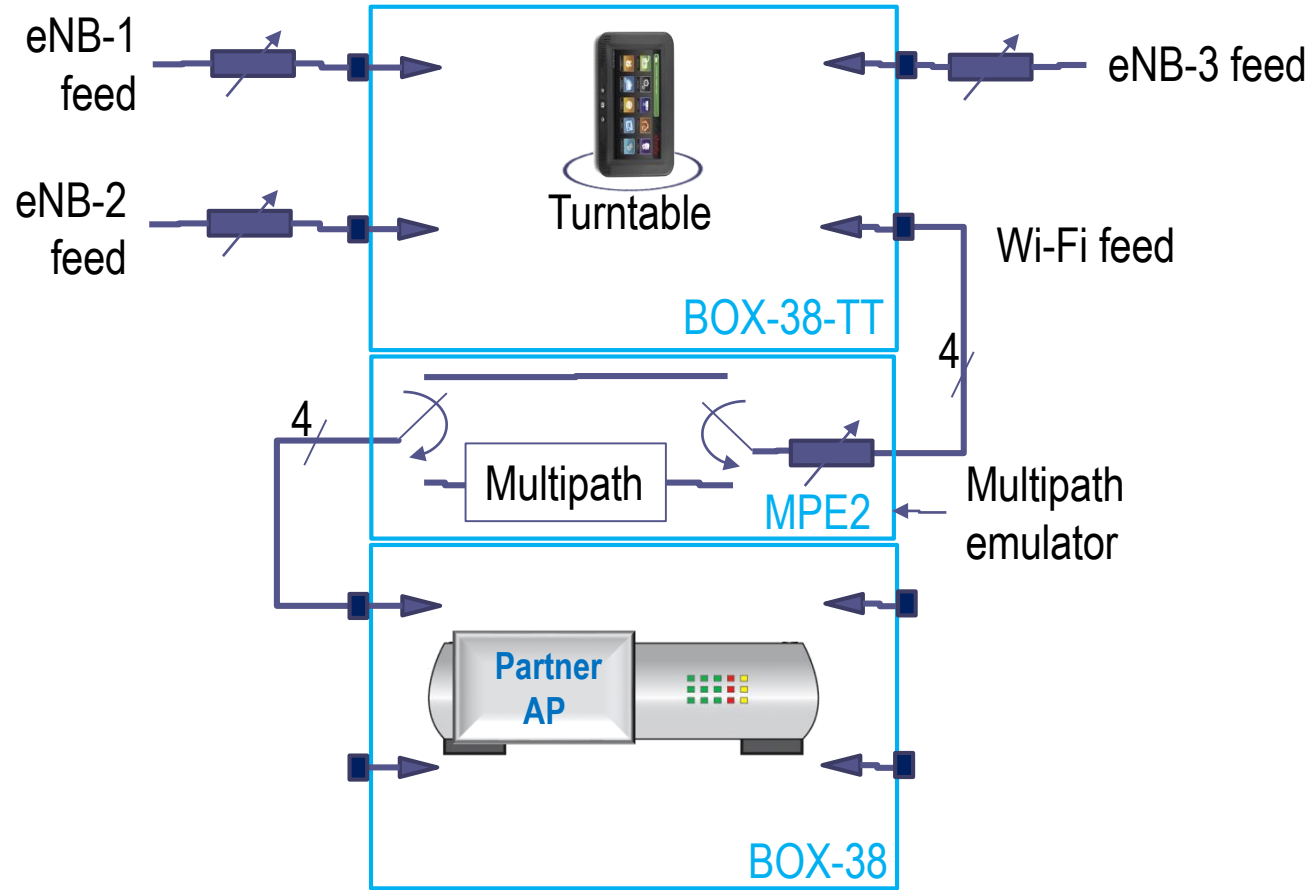 eNB-1
feed
eNB-3 feed
eNB-2
feed
Turntable
Wi-Fi feed
BOX-38-TT
4
4
Multipath
MPE2
Multipath
emulator
Partner
AP
BOX-38